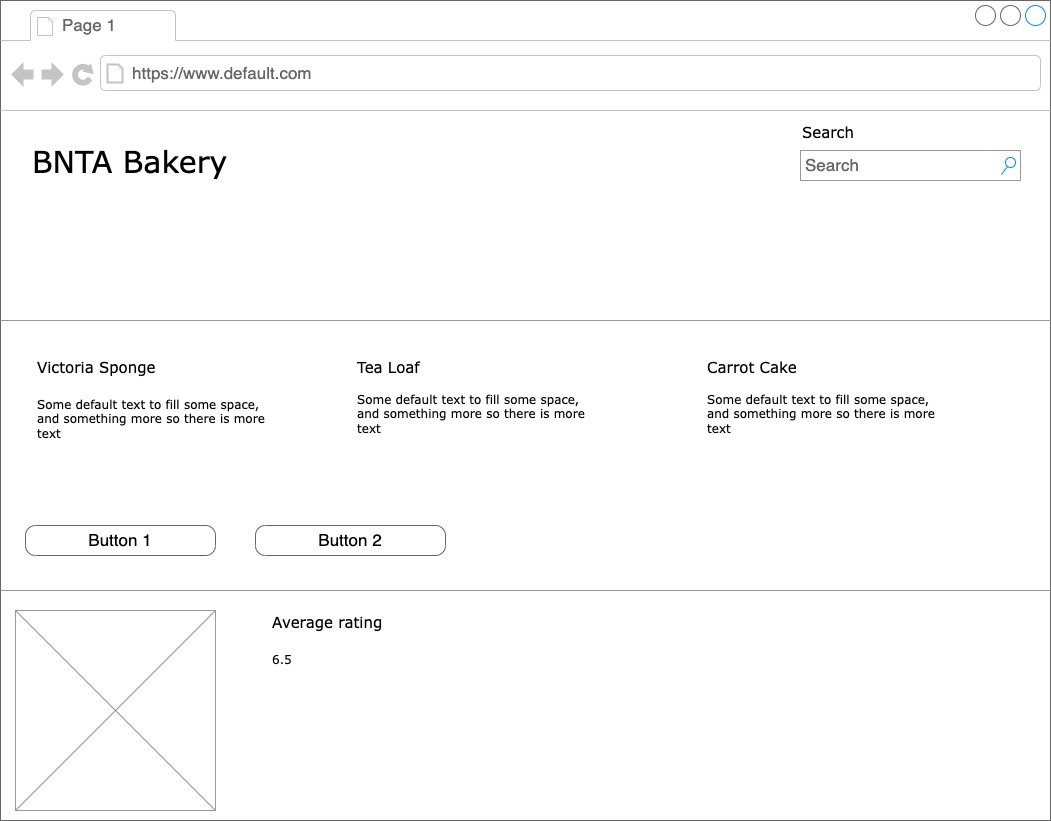 Page 1
https://www.default.com
BNTA Bakery
Search
Search
Victoria Sponge
Some default text to fill some space,
and something more so there is more
text
Tea Loaf
Some default text to fill some space,
and something more so there is more
text
Carrot Cake
Some default text to fill some space,
and something more so there is more
text
Button 1
Button 2
Average rating
6.5